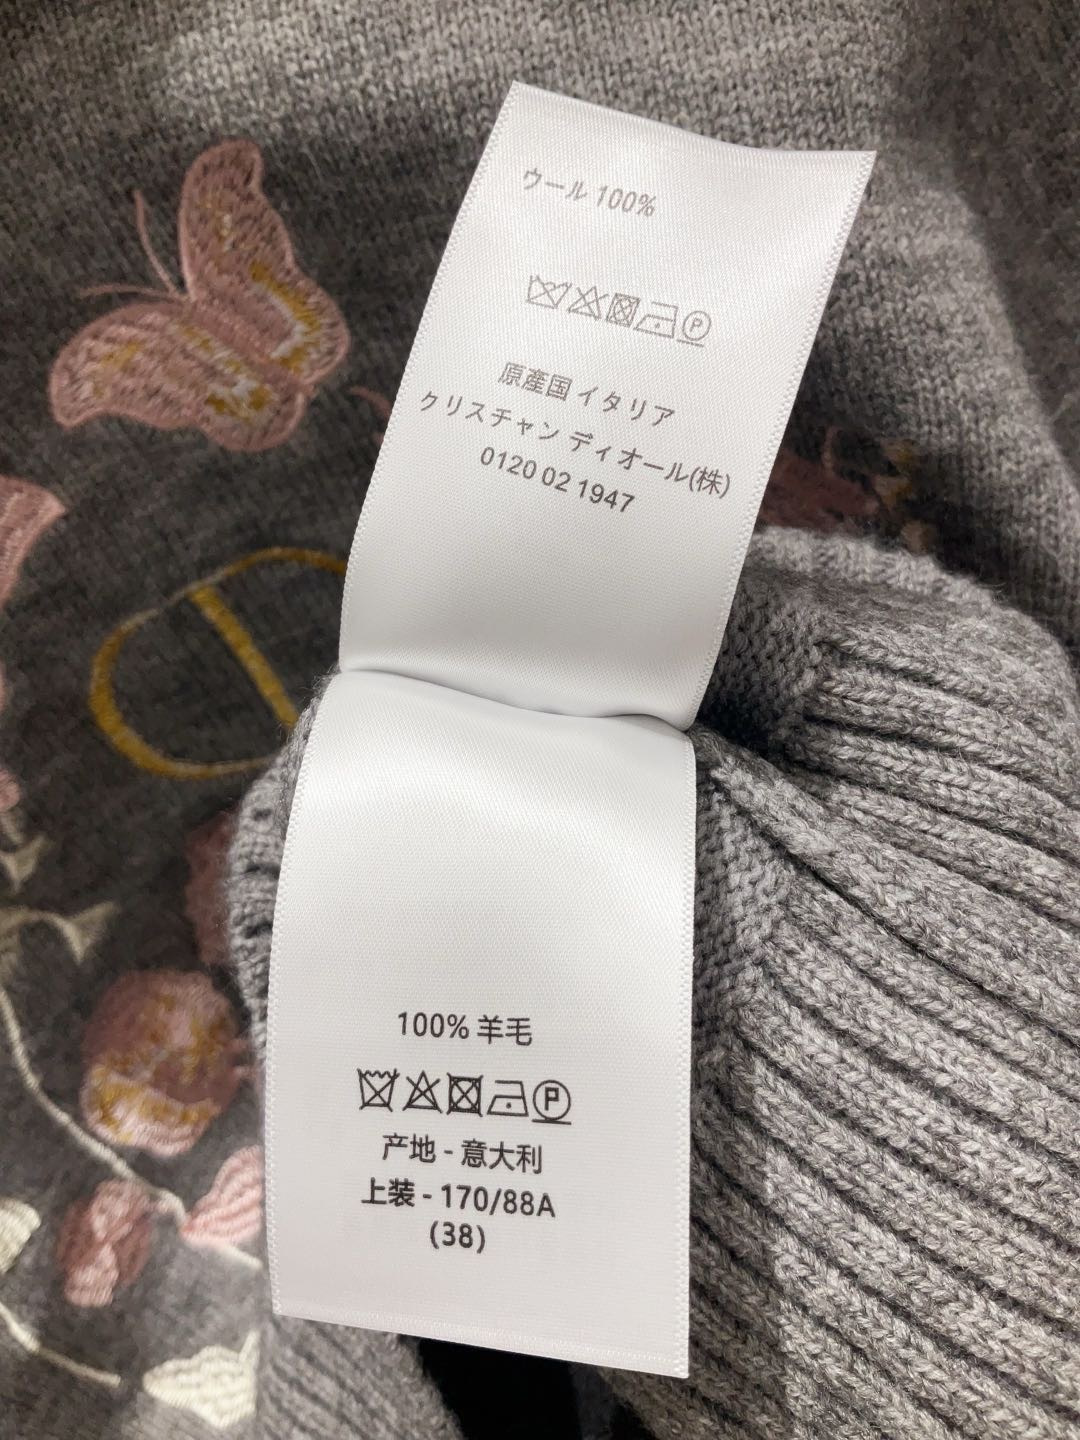 ウール 100%
P
原産国 イタリア
クリスチャン ディオール(株)
0120 02 1947
100% 羊毛
P
产地 - 意大利
上装 - 170/88A
(38)